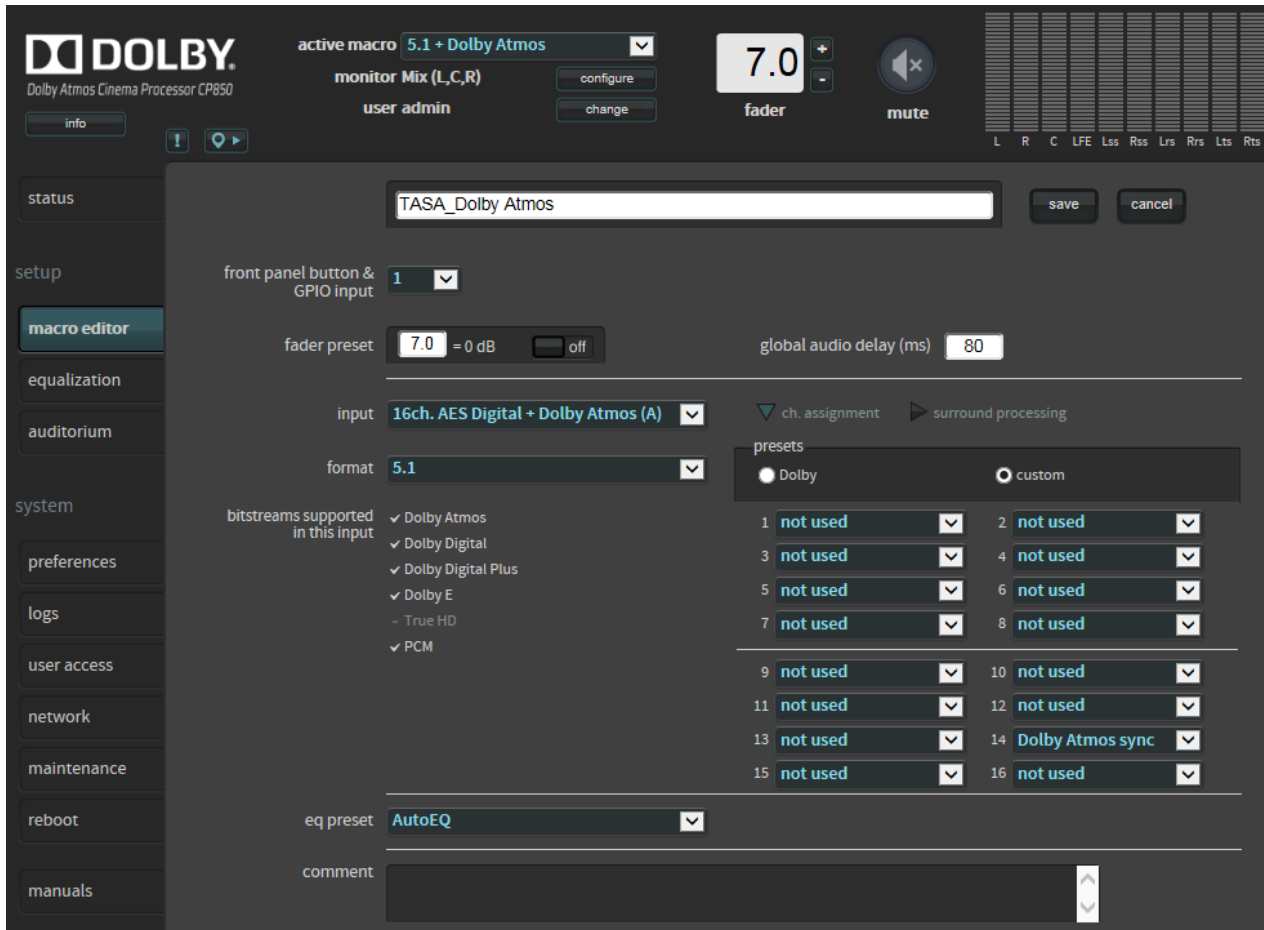 DOLBY.
Dolby Atmos Cinema Processor CP850
info
active macro 5.1 + Dolby Atmos
monitor Mix (L,C,R) configure
user admin change
7.0 + -
fader
mute
L R C LFE Lss Rss Lrs Rrs Lts Rts
!
status
setup
macro editor
equalization
auditorium
system
preferences
logs
user access
network
maintenance
reboot
manuals
TASA_Dolby Atmos save cancel
front panel button &
GPIO input 1
fader preset 7.0 = 0 dB off global audio delay (ms) 80
input 16ch. AES Digital + Dolby Atmos (A) ch. assignment surround processing
presets
format 5.1 Dolby custom
bitstreams supported
in this input
Dolby Atmos
Dolby Digital
Dolby Digital Plus
Dolby E
- True HD
PCM
1 not used 2 not used
3 not used 4 not used
5 not used 6 not used
7 not used 8 not used
9 not used 10 not used
11 not used 12 not used
13 not used 14 Dolby Atmos sync
15 not used 16 not used
eq preset AutoEQ
comment